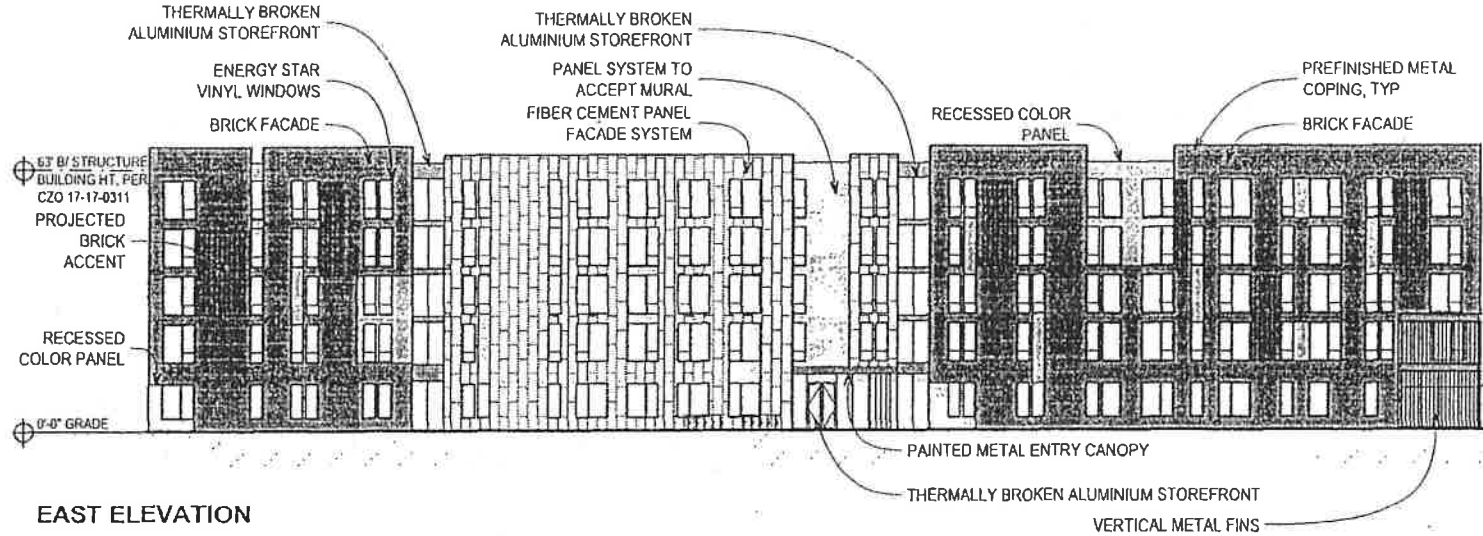 THERMALLY BROKEN
ALUMINIUM STOREFRONT
ENERGY STAR
VINYL WINDOWS
BRICK FACADE
63' B/ STRUCTURE
BUILDING HT, PER
CZO 17-17-0311
PROJECTED
BRICK
ACCENT
RECESSED
COLOR PANEL
0'-0" GRADE
THERMALLY BROKEN
ALUMINIUM STOREFRONT
PANEL SYSTEM TO
ACCEPT MURAL
FIBER CEMENT PANEL
FACADE SYSTEM
RECESSED COLOR
PANEL
PREFINISHED METAL
COPING, TYP
BRICK FACADE
PAINTED METAL ENTRY CANOPY
THERMALLY BROKEN ALUMINIUM STOREFRONT
VERTICAL METAL FINS
EAST ELEVATION